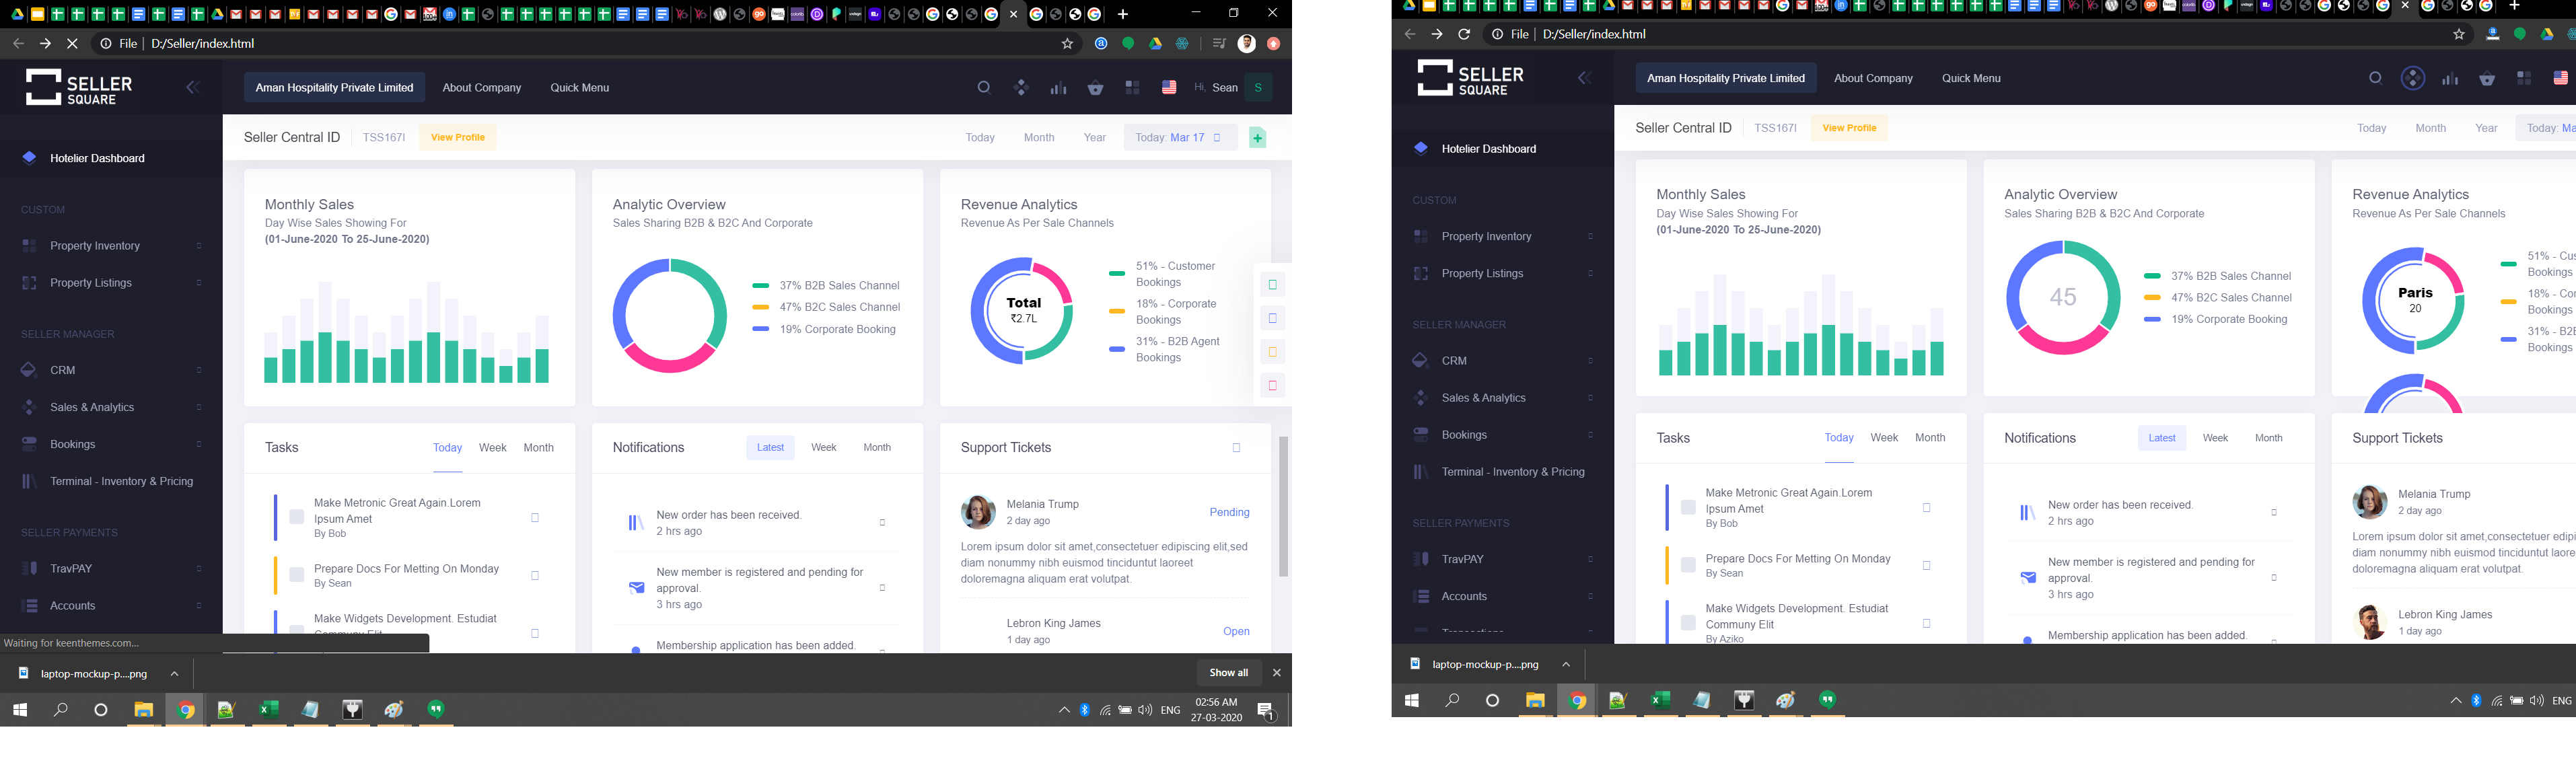 File D:/Seller/index.html
SELLER
SQUARE
Aman Hospitality Private Limited About Company Quick Menu
Hi, Sean S
Seller Central ID TSS167I View Profile
Today Month Year Today: Mar 17
Hotelier Dashboard
CUSTOM
Property Inventory
Property Listings
SELLER MANAGER
CRM
Sales & Analytics
Bookings
Terminal - Inventory & Pricing
SELLER PAYMENTS
TravPAY
Accounts
Waiting for keenthemes.com...
Monthly Sales
Day Wise Sales Showing For
(01-June-2020 To 25-June-2020)
Analytic Overview
Sales Sharing B2B & B2C And Corporate
37% B2B Sales Channel
47% B2C Sales Channel
19% Corporate Booking
Revenue Analytics
Revenue As Per Sale Channels
Total
₹2.7L
51% - Customer
Bookings
18% - Corporate
Bookings
31% - B2B Agent
Bookings
Tasks Today Week Month
Make Metronic Great Again.Lorem
Ipsum Amet
By Bob
Prepare Docs For Metting On Monday
By Sean
Make Widgets Development. Estudiat
Communy Elit
Notifications Latest Week Month
New order has been received.
2 hrs ago
New member is registered and pending for
approval.
3 hrs ago
Membership application has been added.
Support Tickets
Melania Trump
2 day ago
Pending
Lorem ipsum dolor sit amet,consectetuer edipiscing elit,sed
diam nonummy nibh euismod tinciduntut laoreet
doloremagna aliquam erat volutpat.
Lebron King James
1 day ago
Open
laptop-mockup-p....png
Show all
ENG
02:56 AM
27-03-2020
1
File D:/Seller/index.html
SELLER
SQUARE
Aman Hospitality Private Limited About Company Quick Menu
Seller Central ID TSS167I View Profile
Today Month Year Today: Ma
Hotelier Dashboard
CUSTOM
Property Inventory
Property Listings
SELLER MANAGER
CRM
Sales & Analytics
Bookings
Terminal - Inventory & Pricing
SELLER PAYMENTS
TravPAY
Accounts
Monthly Sales
Day Wise Sales Showing For
(01-June-2020 To 25-June-2020)
Analytic Overview
Sales Sharing B2B & B2C And Corporate
45
37% B2B Sales Channel
47% B2C Sales Channel
19% Corporate Booking
Revenue Analytics
Revenue As Per Sale Channels
Paris
20
51% - Cus
Bookings
18% - Cor
Bookings
31% - B2B
Bookings
Tasks Today Week Month
Make Metronic Great Again.Lorem
Ipsum Amet
By Bob
Prepare Docs For Metting On Monday
By Sean
Make Widgets Development. Estudiat
Communy Elit
By Aziko
Notifications Latest Week Month
New order has been received.
2 hrs ago
New member is registered and pending for
approval.
3 hrs ago
Membership application has been added.
Support Tickets
Melania Trump
2 day ago
Lorem ipsum dolor sit amet,consectetuer edipi
diam nonummy nibh euismod tinciduntut laoreet
doloremagna aliquam erat volutpat.
Lebron King James
1 day ago
laptop-mockup-p....png
ENG